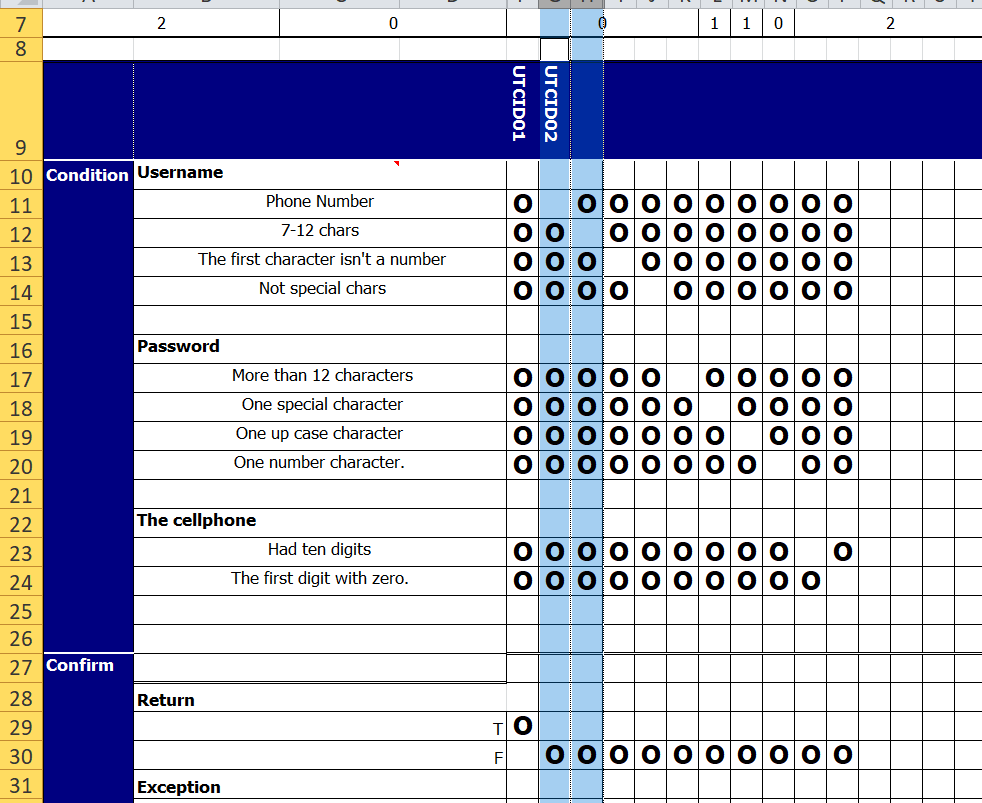 7 2 0 0 1 1 0 2
8
9 UTCID01 UTCID02
10 Condition Username
11 Phone Number O O O O O O O O O O
12 7-12 chars O O O O O O O O O O
13 The first character isn't a number O O O O O O O O O O
14 Not special chars O O O O O O O O O O
15
16 Password
17 More than 12 characters O O O O O O O O O O
18 One special character O O O O O O O O O O
19 One up case character O O O O O O O O O O
20 One number character. O O O O O O O O O O
21
22 The cellphone
23 Had ten digits O O O O O O O O O O
24 The first digit with zero. O O O O O O O O O O
25
26
27 Confirm
28 Return
29 T O
30 F O O O O O O O O O O
31 Exception